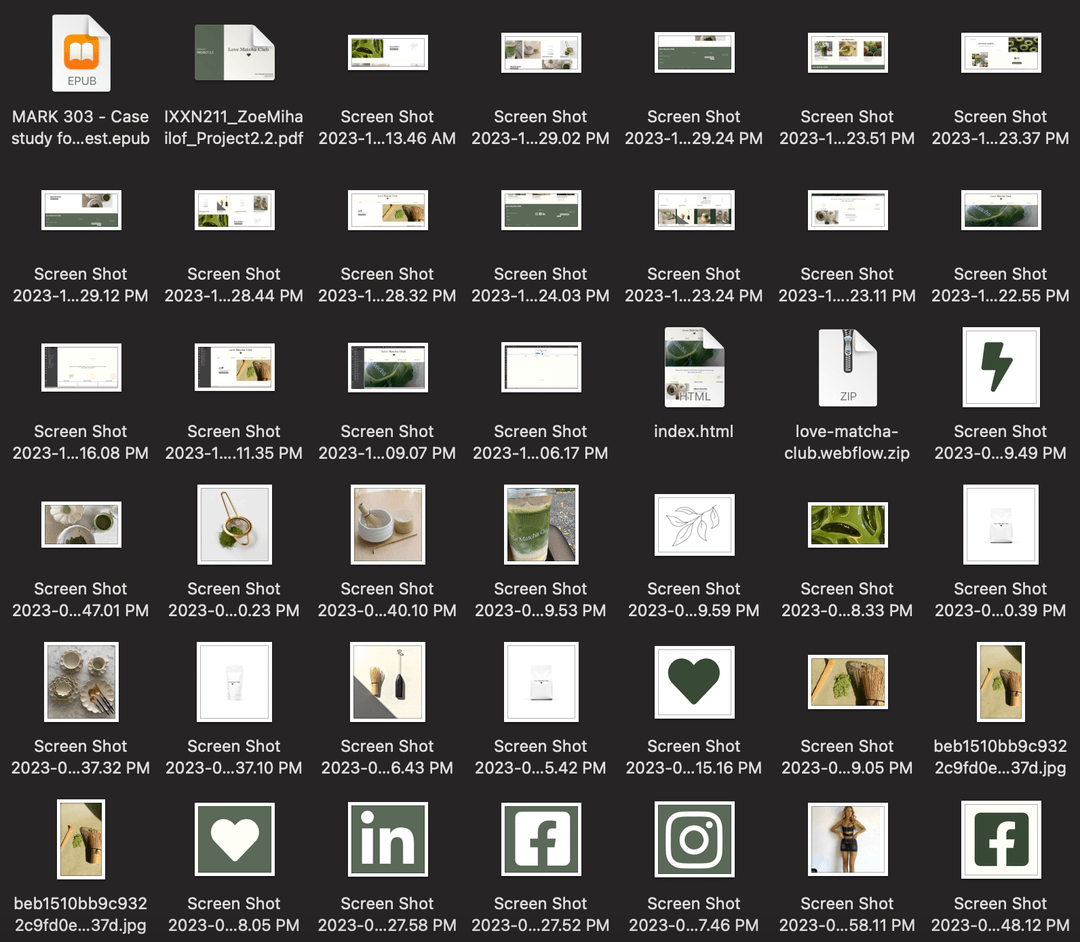 EPUB
Love Matcha Club
MARK 303 - Case
study fo...est.epub
IXXN211_ZoeMiha
ilof_Project2.2.pdf
Screen Shot
2023-1...13.46 AM
Screen Shot
2023-1...29.02 PM
Screen Shot
2023-1...29.24 PM
Screen Shot
2023-1...23.51 PM
Screen Shot
2023-1...23.37 PM
Screen Shot
2023-1...29.12 PM
Screen Shot
2023-1...28.44 PM
Screen Shot
2023-1...28.32 PM
Screen Shot
2023-1...24.03 PM
Screen Shot
2023-1...23.24 PM
Screen Shot
2023-1....23.11 PM
Screen Shot
2023-1...22.55 PM
HTML
ZIP
Screen Shot
2023-1...16.08 PM
Screen Shot
2023-1....11.35 PM
Screen Shot
2023-1...09.07 PM
Screen Shot
2023-1...06.17 PM
index.html
love-matcha-
club.webflow.zip
Screen Shot
2023-0...9.49 PM
Screen Shot
2023-0...47.01 PM
Screen Shot
2023-0...0.23 PM
Screen Shot
2023-0...40.10 PM
Screen Shot
2023-0...9.53 PM
Screen Shot
2023-0...9.59 PM
Screen Shot
2023-0...8.33 PM
Screen Shot
2023-0...0.39 PM
Screen Shot
2023-0...37.32 PM
Screen Shot
2023-0...37.10 PM
Screen Shot
2023-0...6.43 PM
Screen Shot
2023-0...5.42 PM
Screen Shot
2023-0...15.16 PM
Screen Shot
2023-0...9.05 PM
beb1510bb9c932
2c9fd0e...37d.jpg
in
beb1510bb9c932
2c9fd0e...37d.jpg
Screen Shot
2023-0...8.05 PM
Screen Shot
2023-0...27.58 PM
Screen Shot
2023-0...27.52 PM
Screen Shot
2023-0...7.46 PM
Screen Shot
2023-0...58.11 PM
Screen Shot
2023-0...48.12 PM